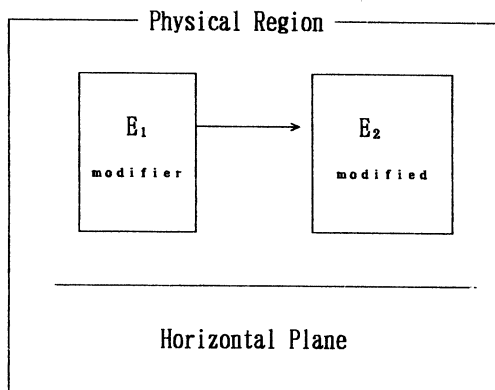 Physical Region
E₁ E₂
modifier modified
Horizontal Plane